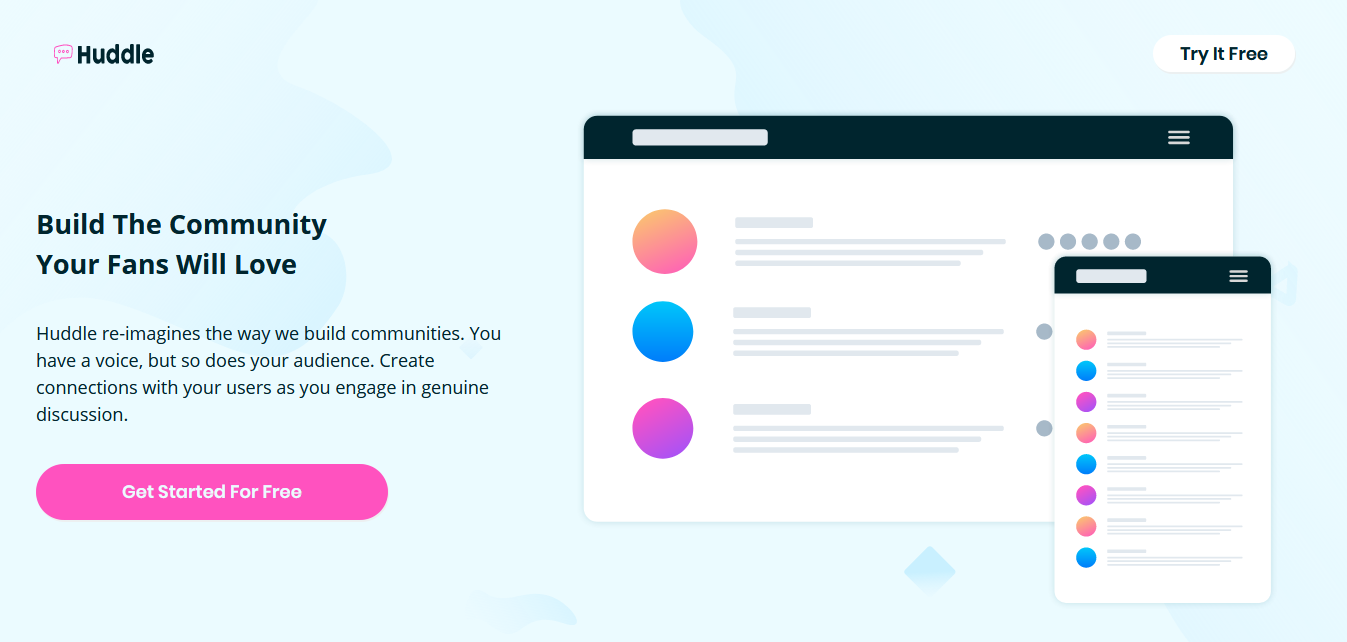 Huddle
Try It Free
Build The Community
Your Fans Will Love
Huddle re-imagines the way we build communities. You
have a voice, but so does your audience. Create
connections with your users as you engage in genuine
discussion.
Get Started For Free